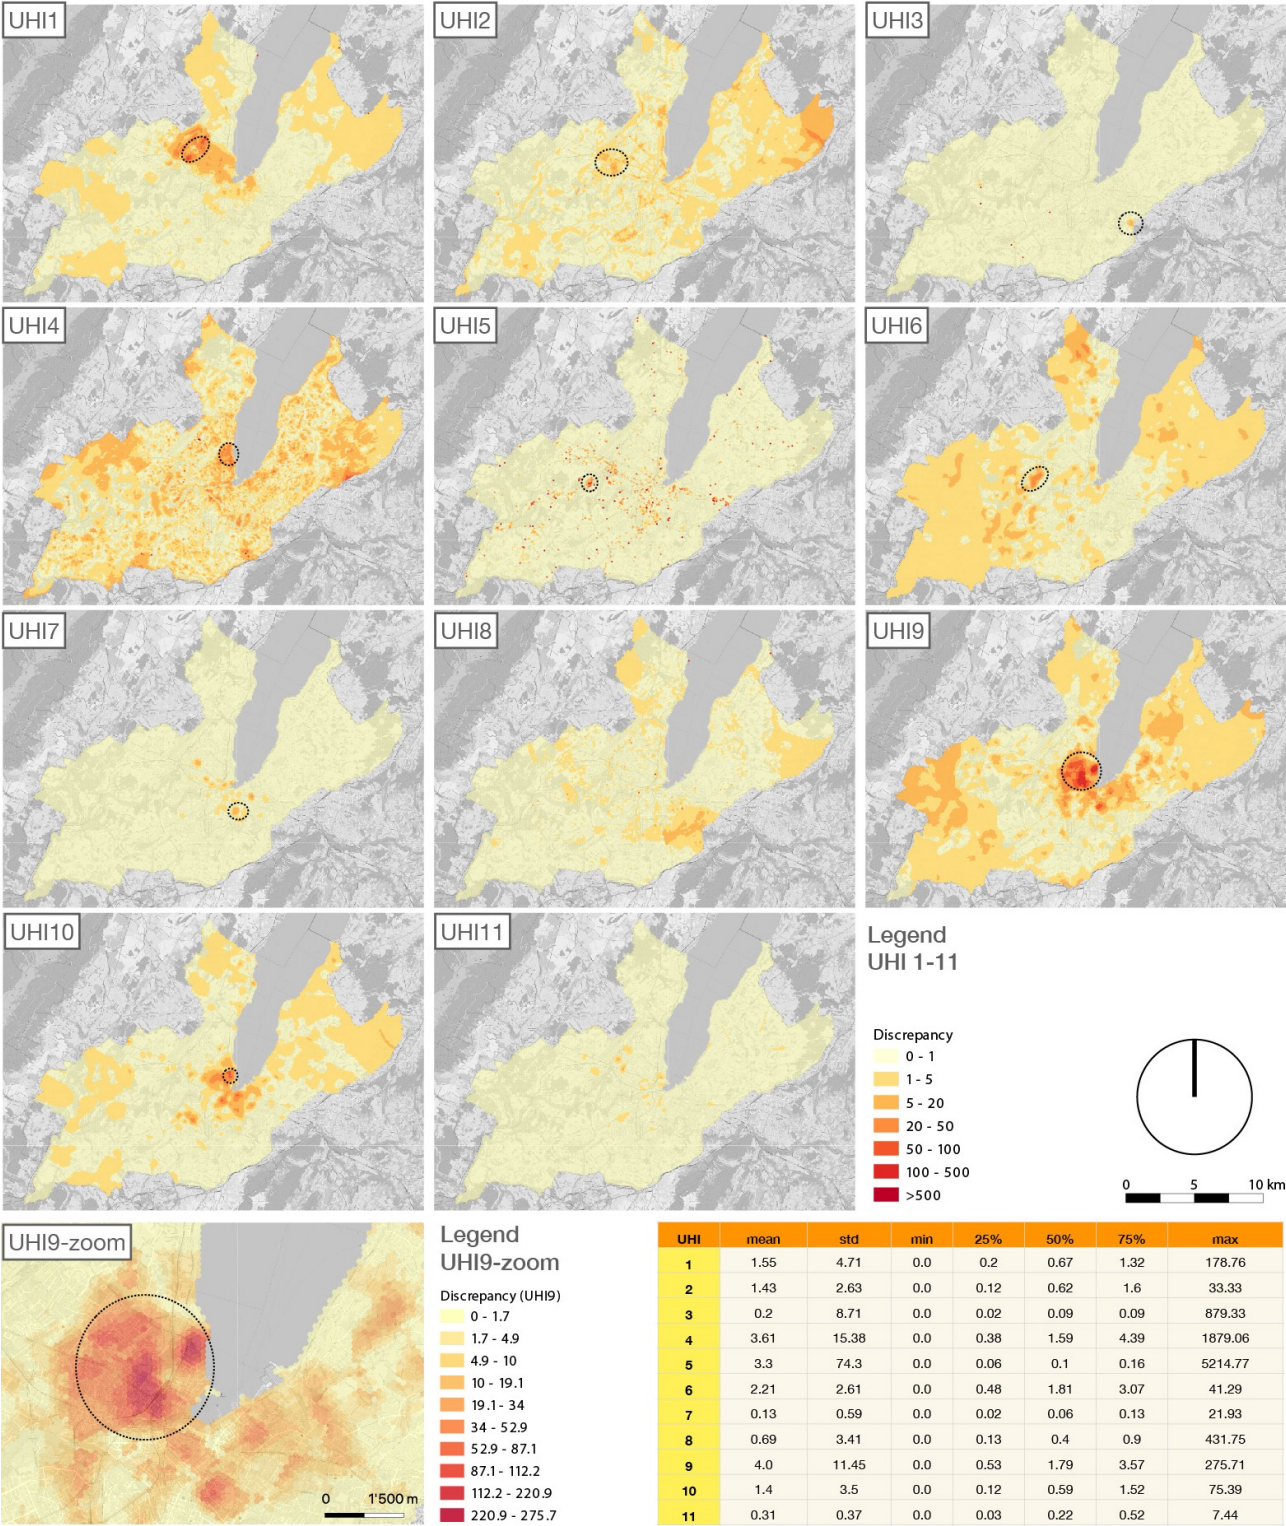 UHI1
UHI2
UHI3
UHI4
UHI5
UHI6
UHI7
UHI8
UHI9
UHI10
UHI11
Legend
UHI 1-11
Discrepancy
0 - 1
1 - 5
5 - 20
20 - 50
50 - 100
100 - 500
>500
0 5 10 km
UHI9-zoom
0 1'500 m
Legend
UHI9-zoom
Discrepancy (UHI9)
0 - 1.7
1.7 - 4.9
4.9 - 10
10 - 19.1
19.1 - 34
34 - 52.9
52.9 - 87.1
87.1 - 112.2
112.2 - 220.9
220.9 - 275.7
UHI mean std min 25% 50% 75% max
1 1.55 4.71 0.0 0.2 0.67 1.32 178.76
2 1.43 2.63 0.0 0.12 0.62 1.6 33.33
3 0.2 8.71 0.0 0.02 0.09 0.09 879.33
4 3.61 15.38 0.0 0.38 1.59 4.39 1879.06
5 3.3 74.3 0.0 0.06 0.1 0.16 5214.77
6 2.21 2.61 0.0 0.48 1.81 3.07 41.29
7 0.13 0.59 0.0 0.02 0.06 0.13 21.93
8 0.69 3.41 0.0 0.13 0.4 0.9 431.75
9 4.0 11.45 0.0 0.53 1.79 3.57 275.71
10 1.4 3.5 0.0 0.12 0.59 1.52 75.39
11 0.31 0.37 0.0 0.03 0.22 0.52 7.44